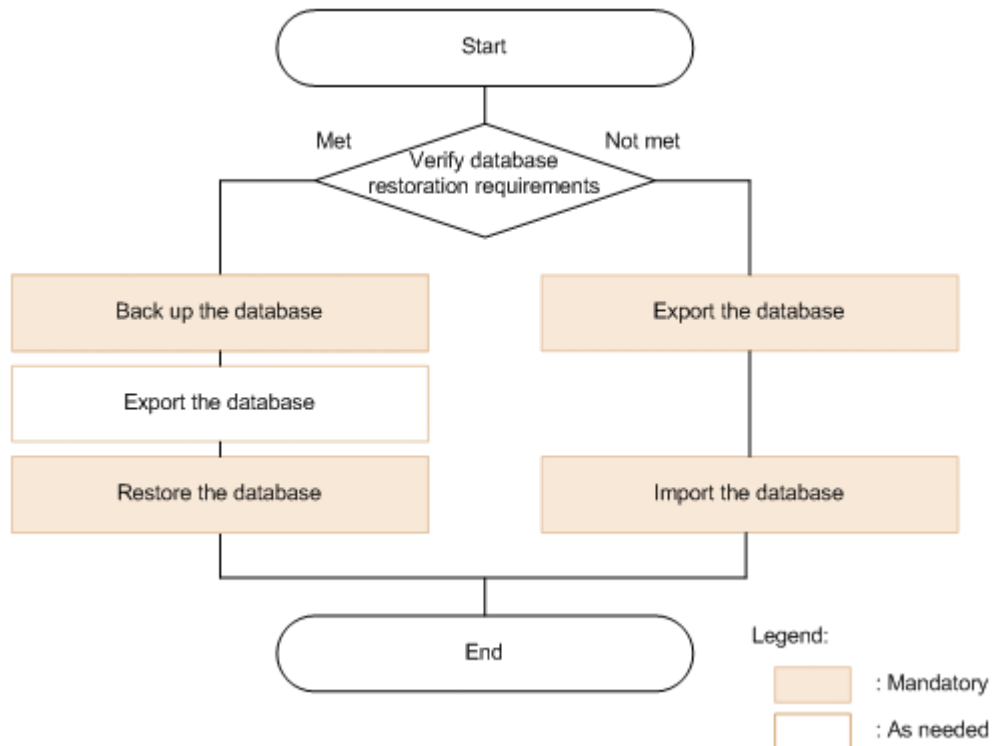 Start
Met
Not met
Verify database
restoration requirements
Back up the database
Export the database
Export the database
Restore the database
Import the database
End
Legend:
: Mandatory
: As needed